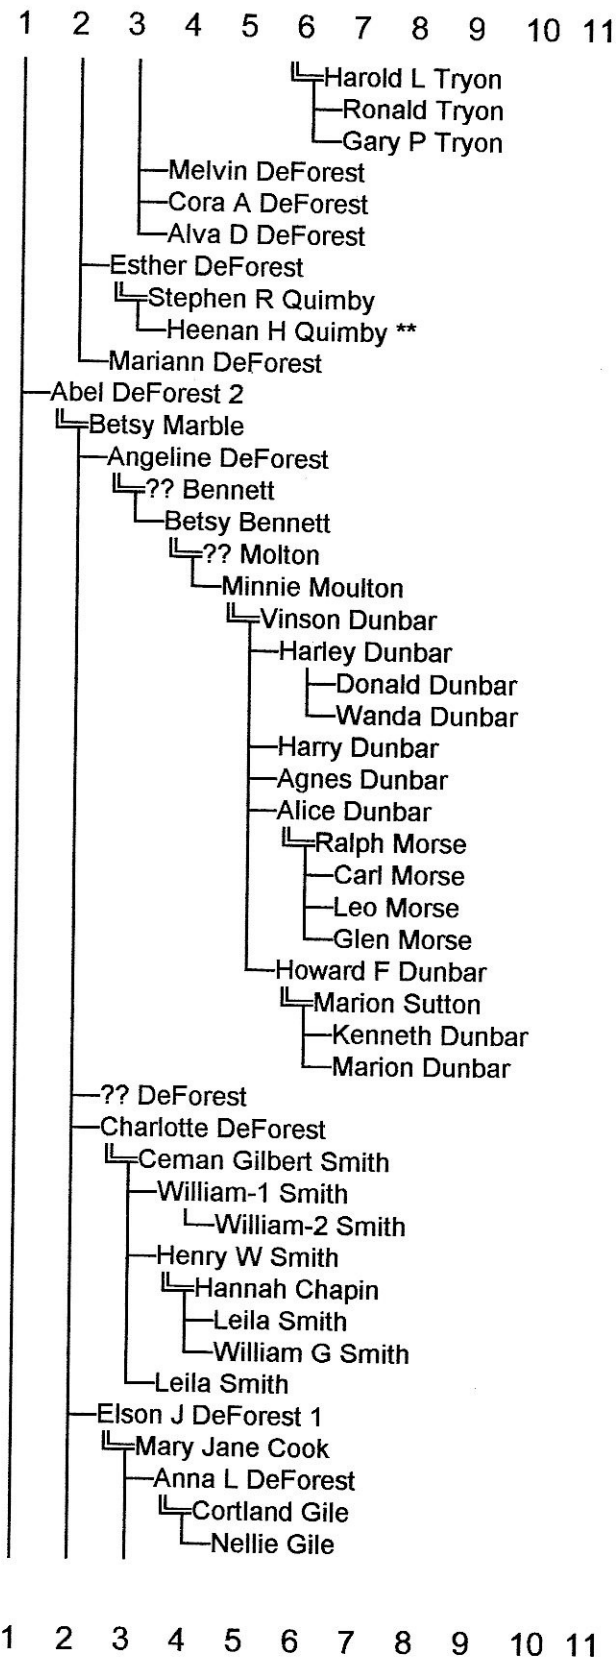 1 2 3 4 5 6 7 8 9 10 11
Harold L Tryon
Ronald Tryon
Gary P Tryon
Melvin DeForest
Cora A DeForest
Alva D DeForest
Esther DeForest
Stephen R Quimby
Heenan H Quimby **
Mariann DeForest
Abel DeForest 2
Betsy Marble
Angeline DeForest
?? Bennett
Betsy Bennett
?? Molton
Minnie Moulton
Vinson Dunbar
Harley Dunbar
Donald Dunbar
Wanda Dunbar
Harry Dunbar
Agnes Dunbar
Alice Dunbar
Ralph Morse
Carl Morse
Leo Morse
Glen Morse
Howard F Dunbar
Marion Sutton
Kenneth Dunbar
Marion Dunbar
?? DeForest
Charlotte DeForest
Ceman Gilbert Smith
William-1 Smith
William-2 Smith
Henry W Smith
Hannah Chapin
Leila Smith
William G Smith
Leila Smith
Elson J DeForest 1
Mary Jane Cook
Anna L DeForest
Cortland Gile
Nellie Gile
1 2 3 4 5 6 7 8 9 10 11